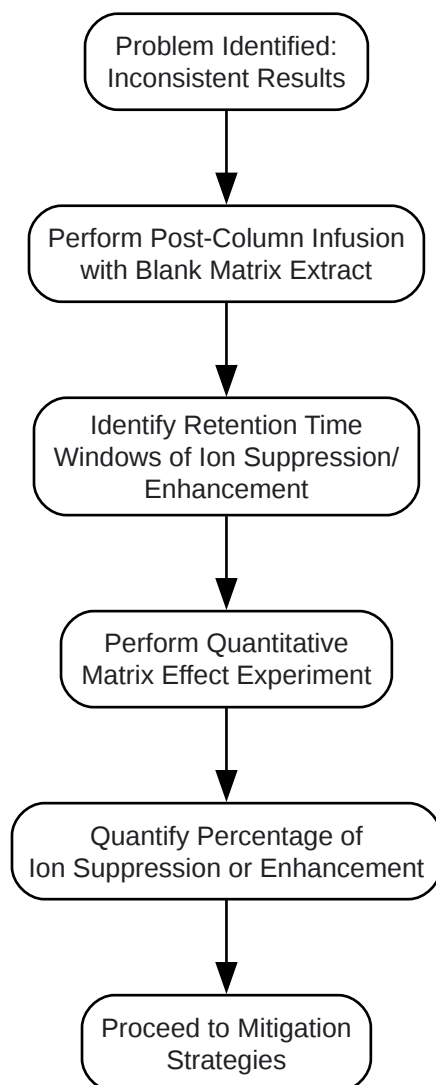 Problem Identified:
Inconsistent Results
Perform Post-Column Infusion
with Blank Matrix Extract
Identify Retention Time
Windows of Ion Suppression/
Enhancement
Perform Quantitative
Matrix Effect Experiment
Quantify Percentage of
Ion Suppression or Enhancement
Proceed to Mitigation
Strategies